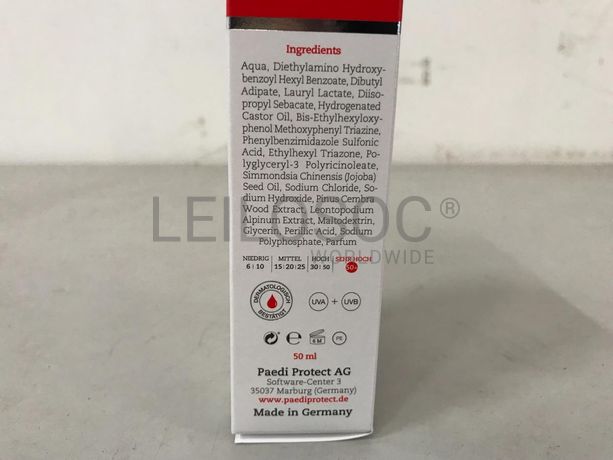 Ingredients
Aqua, Diethylamino Hydroxy-
benzoyl Hexyl Benzoate, Dibutyl
Adipate, Lauryl Lactate, Diiso-
propyl Sebacate, Hydrogenated
Castor Oil, Bis-Ethylhexyloxy-
phenol Methoxyphenyl Triazine,
Phenylbenzimidazole Sulfonic
Acid, Ethylhexyl Triazone, Po-
lyglyceryl-3 Polyricinoleate,
Simmondsia Chinensis (Jojoba)
Seed Oil, Sodium Chloride, So-
dium Hydroxide, Pinus Cembra
Wood Extract, Leontopodium
Alpinum Extract, Maltodextrin,
Glycerin, Perillic Acid, Sodium
Polyphosphate, Parfum
LEILOSOC®
WORLDWIDE
NIEDRIG MITTEL HOCH SEHR HOCH
6 | 10 15 | 20 | 25 30 | 50 50+
DERMATOLOGISCH
BESTÄTIGT
UVA + UVB
6 M PE
50 ml
Paedi Protect AG
Software-Center 3
35037 Marburg (Germany)
www.paediprotect.de
Made in Germany